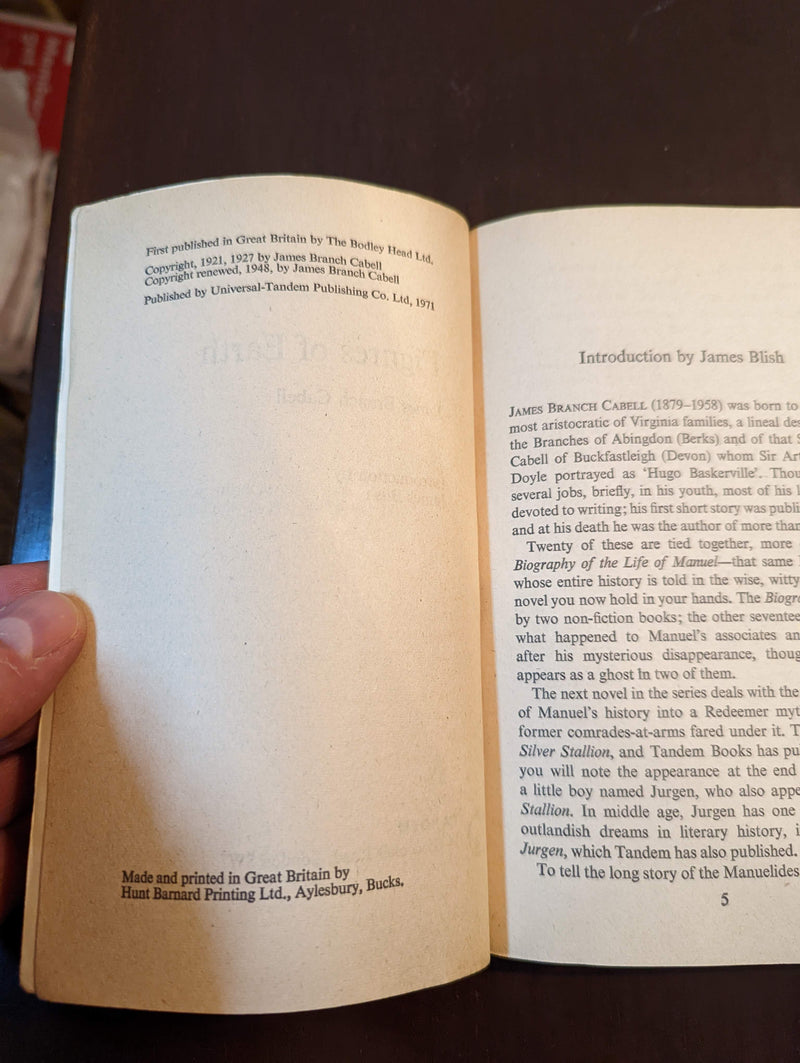 First published in Great Britain by The Bodley Head Ltd.
Copyright, 1921, 1927 by James Branch Cabell
Copyright renewed, 1948, by James Branch Cabell
Published by Universal-Tandem Publishing Co. Ltd, 1971
Made and printed in Great Britain by
Hunt Barnard Printing Ltd., Aylesbury, Bucks.
Introduction by James Blish
JAMES BRANCH CABELL (1879–1958) was born to
most aristocratic of Virginia families, a lineal des
the Branches of Abingdon (Berks) and of that S
Cabell of Buckfastleigh (Devon) whom Sir Art
Doyle portrayed as ‘Hugo Baskerville’. Thou
several jobs, briefly, in his youth, most of his l
devoted to writing; his first short story was publi
and at his death he was the author of more than
Twenty of these are tied together, more
Biography of the Life of Manuel—that same
whose entire history is told in the wise, witty
novel you now hold in your hands. The Biogra
by two non-fiction books; the other seventee
what happened to Manuel’s associates an
after his mysterious disappearance, thoug
appears as a ghost in two of them.
The next novel in the series deals with the
of Manuel’s history into a Redeemer myt
former comrades-at-arms fared under it. T
Silver Stallion, and Tandem Books has pu
you will note the appearance at the end
a little boy named Jurgen, who also appe
Stallion. In middle age, Jurgen has one
outlandish dreams in literary history, i
Jurgen, which Tandem has also published.
To tell the long story of the Manuelides
5